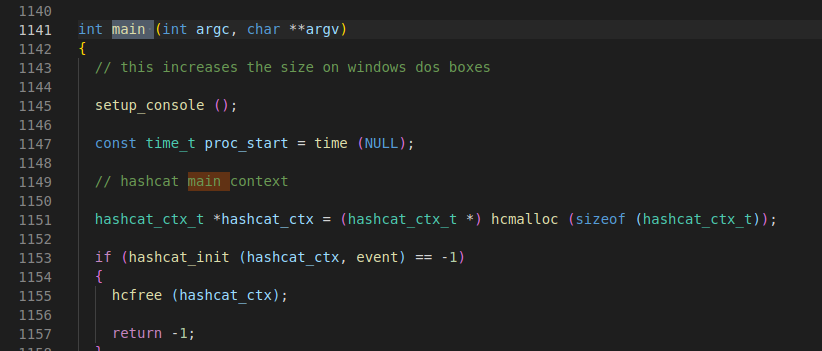 1140
1141 int main (int argc, char **argv)
1142 {
1143 // this increases the size on windows dos boxes
1144
1145 setup_console ();
1146
1147 const time_t proc_start = time (NULL);
1148
1149 // hashcat main context
1150
1151 hashcat_ctx_t *hashcat_ctx = (hashcat_ctx_t *) hcmalloc (sizeof (hashcat_ctx_t));
1152
1153 if (hashcat_init (hashcat_ctx, event) == -1)
1154 {
1155 hcfree (hashcat_ctx);
1156
1157 return -1;
1158 }